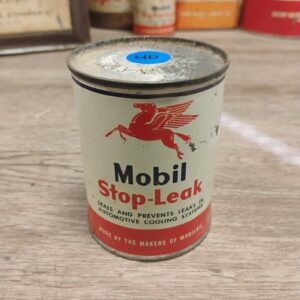 Mobil
Stop-Leak
SEALS AND PREVENTS LEAKS IN
AUTOMOTIVE COOLING SYSTEMS
MADE BY THE MAKERS OF MOBILOIL